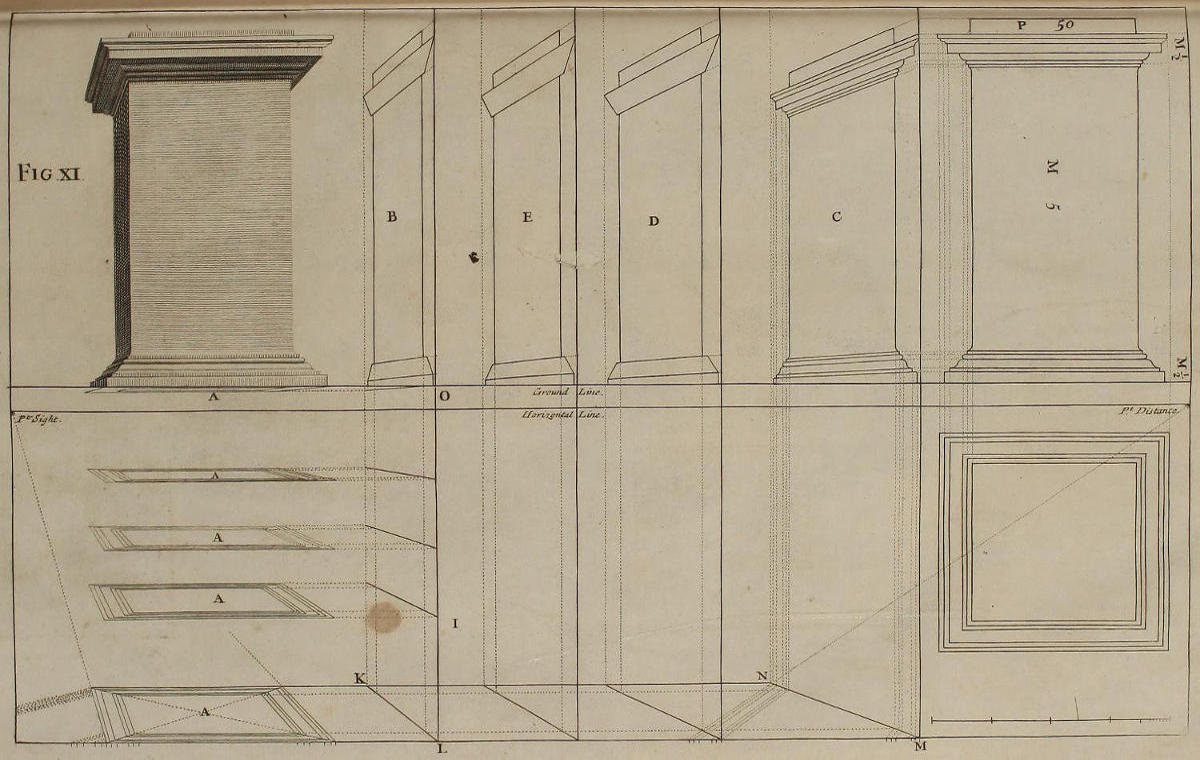 P 50
M ½
FIG XI
M 5
B
E
D
C
M ½
A
O
Ground Line.
Horizontal Line.
Pt Sight.
Pt Distance.
A
A
A
I
K
N
A
L
M